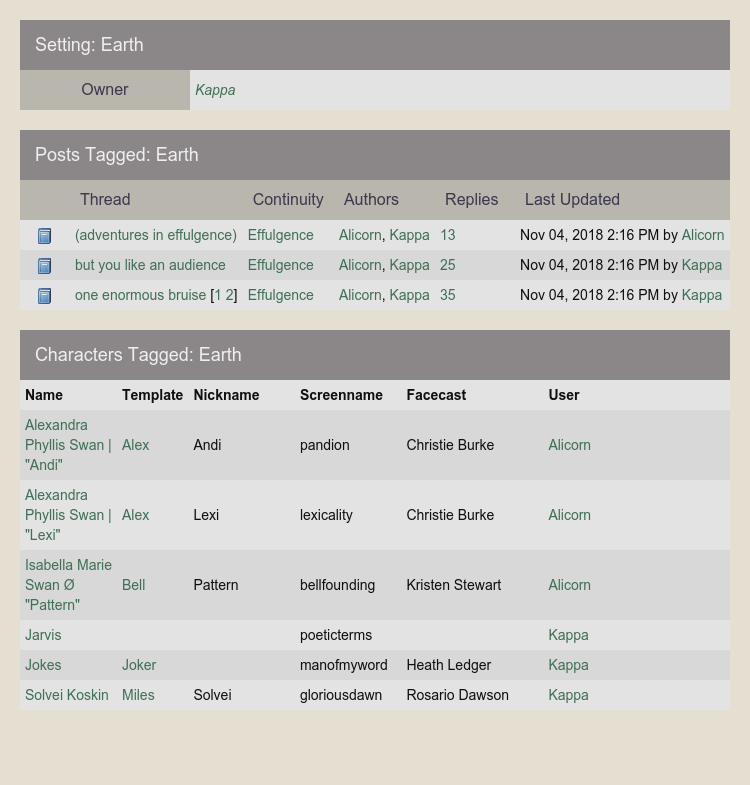 Setting: Earth
Owner Kappa
Posts Tagged: Earth
Thread Continuity Authors Replies Last Updated
(adventures in effulgence) Effulgence Alicorn, Kappa 13 Nov 04, 2018 2:16 PM by Alicorn
but you like an audience Effulgence Alicorn, Kappa 25 Nov 04, 2018 2:16 PM by Kappa
one enormous bruise [1 2] Effulgence Alicorn, Kappa 35 Nov 04, 2018 2:16 PM by Kappa
Characters Tagged: Earth
Name Template Nickname Screenname Facecast User
Alexandra
Phyllis Swan | Alex Andi pandion Christie Burke Alicorn
"Andi"
Alexandra
Phyllis Swan | Alex Lexi lexicality Christie Burke Alicorn
"Lexi"
Isabella Marie
Swan Ø Bell Pattern bellfounding Kristen Stewart Alicorn
"Pattern"
Jarvis poeticterms Kappa
Jokes Joker manofmyword Heath Ledger Kappa
Solvei Koskin Miles Solvei gloriousdawn Rosario Dawson Kappa